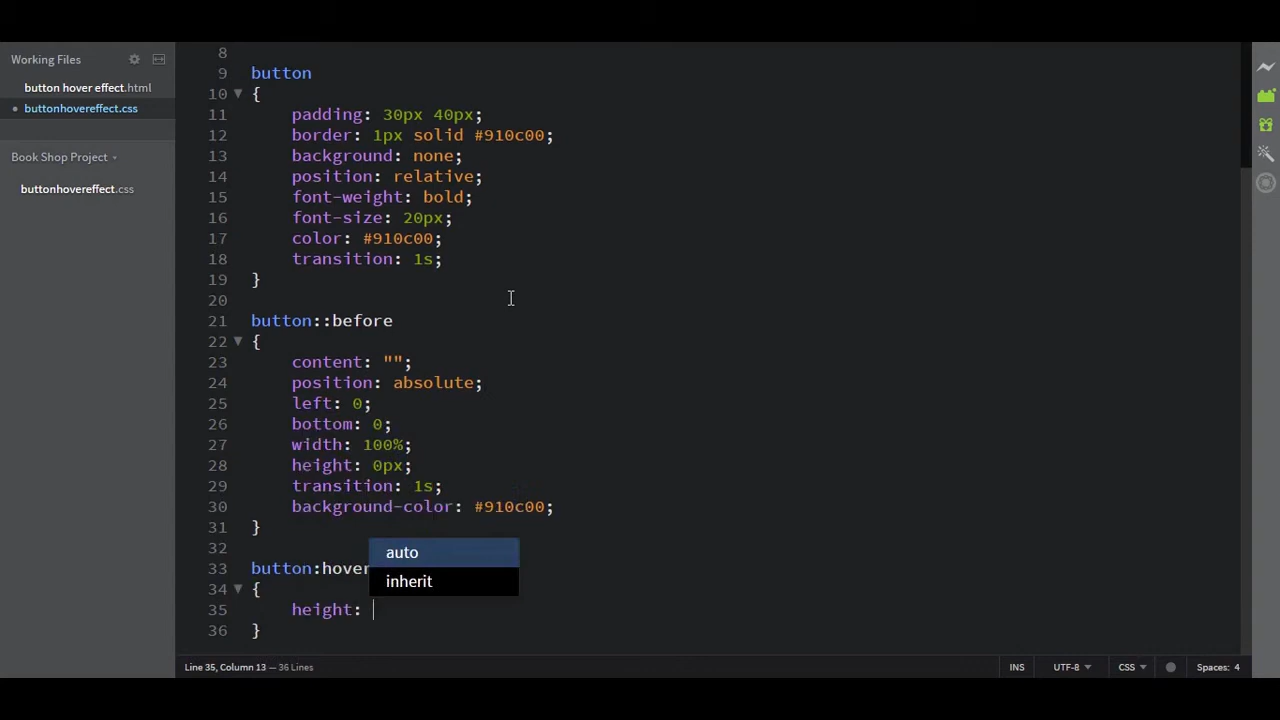 Working Files
button hover effect.html
buttonhovereffect.css
Book Shop Project
buttonhovereffect.css
8
9 button
10 {
11 padding: 30px 40px;
12 border: 1px solid #910c00;
13 background: none;
14 position: relative;
15 font-weight: bold;
16 font-size: 20px;
17 color: #910c00;
18 transition: 1s;
19 }
20
21 button::before
22 {
23 content: "";
24 position: absolute;
25 left: 0;
26 bottom: 0;
27 width: 100%;
28 height: 0px;
29 transition: 1s;
30 background-color: #910c00;
31 }
32
auto
33 button:hover
inherit
34 {
35 height:
36 }
Line 35, Column 13 — 36 Lines
INS UTF-8 CSS Spaces: 4